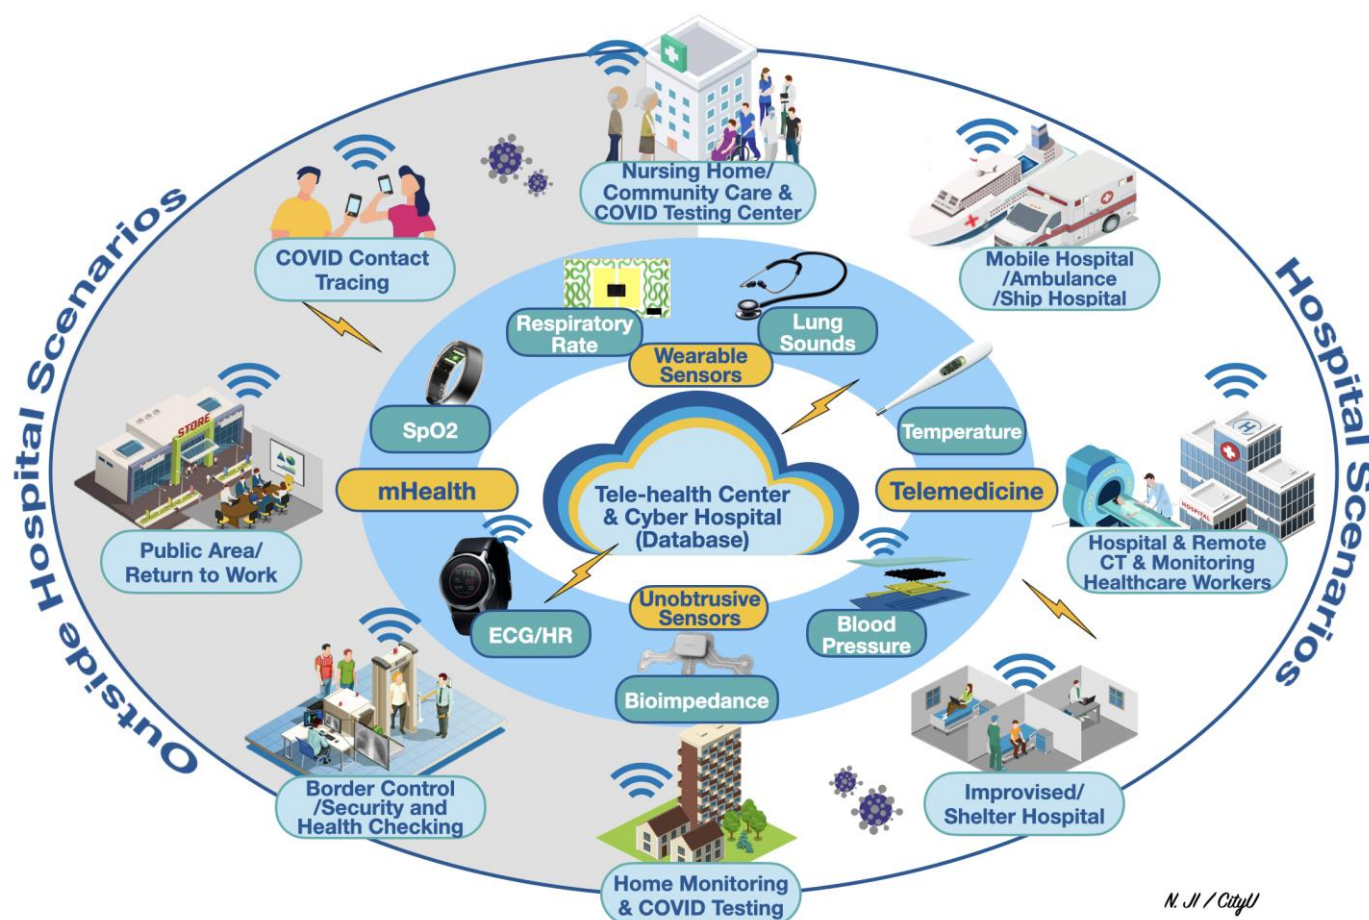 Nursing Home/
Community Care &
COVID Testing Center
COVID Contact
Tracing
Mobile Hospital
/Ambulance
/Ship Hospital
Outside Hospital Scenarios
Hospital Scenarios
Respiratory
Rate
Lung
Sounds
Wearable
Sensors
SpO2
Temperature
STORE
mHealth
Tele-health Center
& Cyber Hospital
(Database)
Telemedicine
H
HOSPITAL
Public Area/
Return to Work
Hospital & Remote
CT & Monitoring
Healthcare Workers
Unobtrusive
Sensors
ECG/HR
Blood
Pressure
Bioimpedance
Border Control
/Security and
Health Checking
Improvised/
Shelter Hospital
Home Monitoring
& COVID Testing
N. JI / CityU